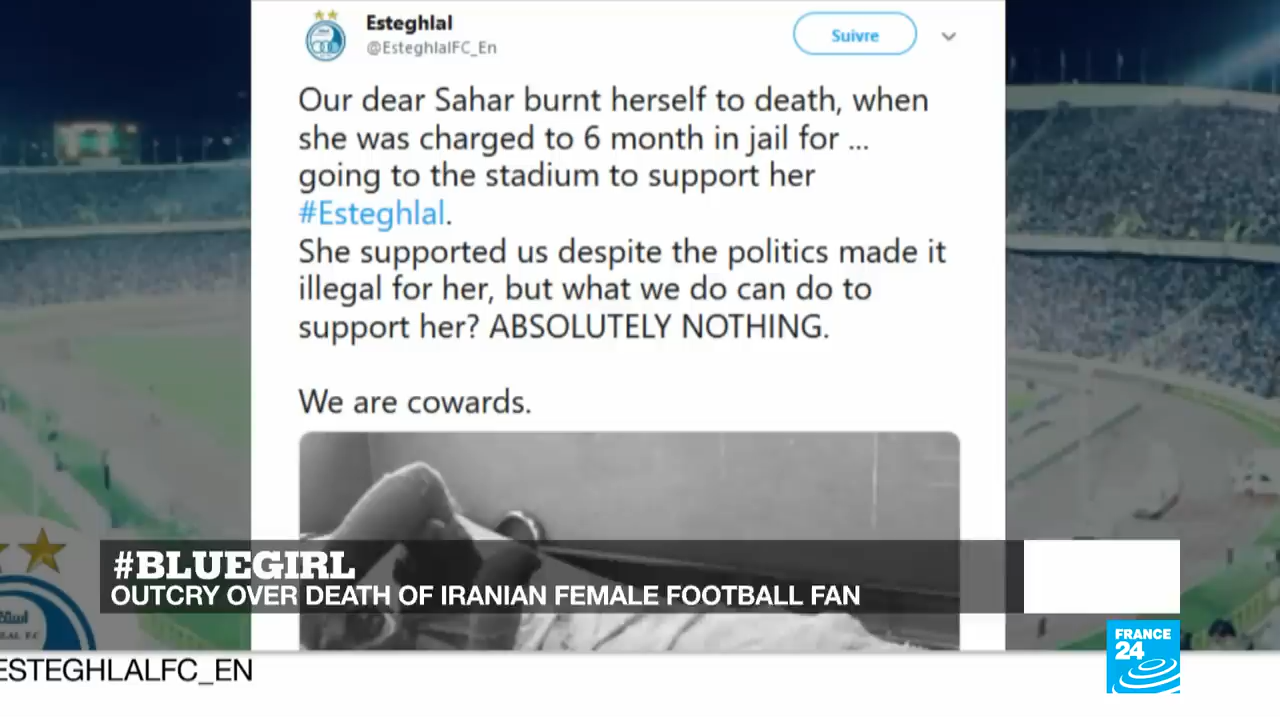 Esteghlal
@EsteghlalFC_En
Suivre
Our dear Sahar burnt herself to death, when
she was charged to 6 month in jail for ...
going to the stadium to support her
#Esteghlal.
She supported us despite the politics made it
illegal for her, but what we do can do to
support her? ABSOLUTELY NOTHING.
We are cowards.
#BLUEGIRL
OUTCRY OVER DEATH OF IRANIAN FEMALE FOOTBALL FAN
FRANCE
24
ESTEGHLALFC_EN